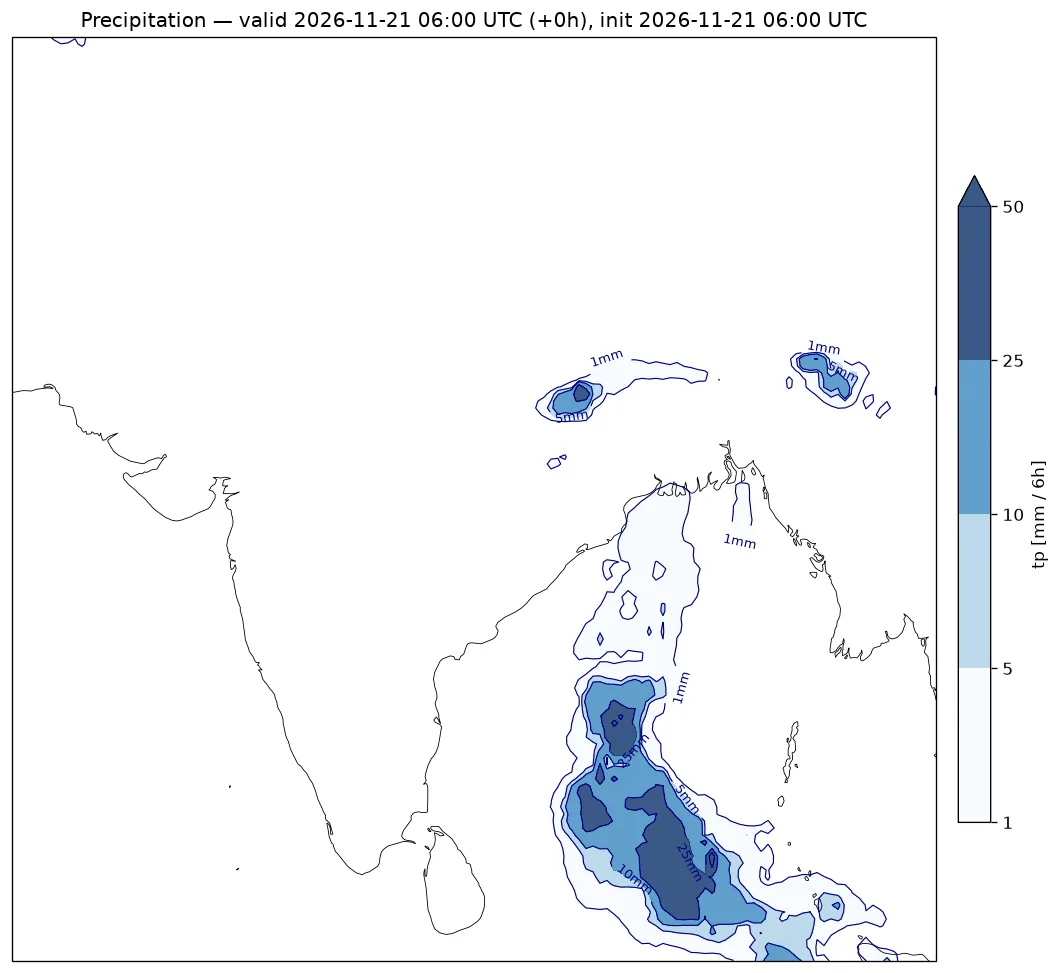 Precipitation — valid 2026-11-21 06:00 UTC (+0h), init 2026-11-21 06:00 UTC
1mm
1mm
5mm
5mm
1mm
1mm
25mm
5mm
25mm
10mm
50
25
10
5
1
tp [mm / 6h]